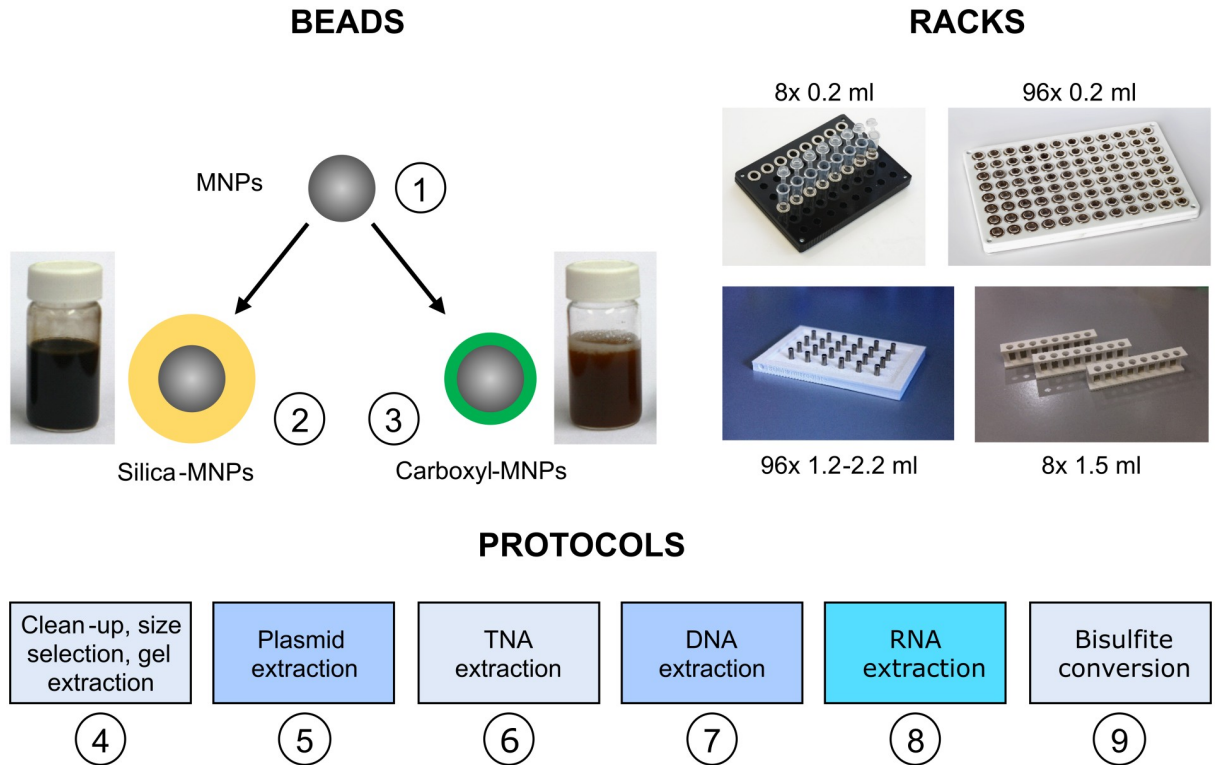 BEADS
MNPs
1
2
3
Silica-MNPs
Carboxyl-MNPs
RACKS
8x 0.2 ml
96x 0.2 ml
96x 1.2-2.2 ml
8x 1.5 ml
PROTOCOLS
Clean-up, size
selection, gel
extraction
4
Plasmid
extraction
5
TNA
extraction
6
DNA
extraction
7
RNA
extraction
8
Bisulfite
conversion
9